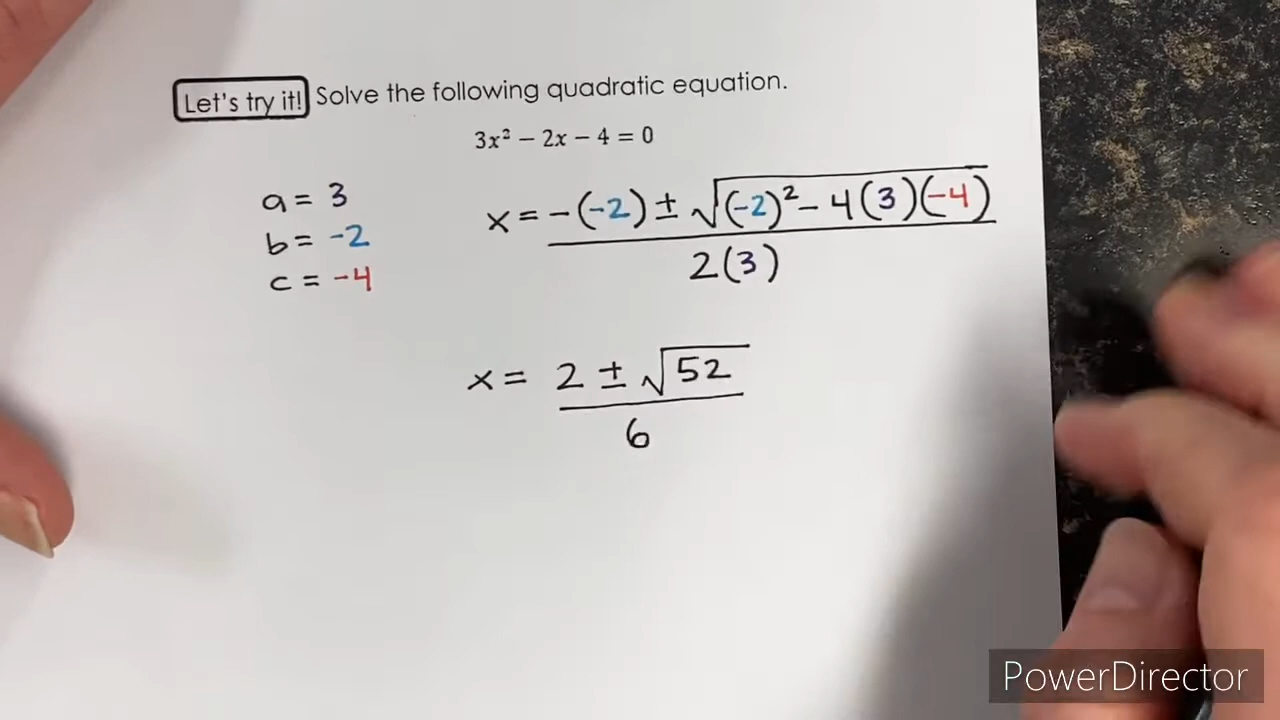 Let's try it! Solve the following quadratic equation.
3x² – 2x – 4 = 0
a = 3
b = -2
c = -4
x = -(-2) ± √(-2)² - 4(3)(-4)
2(3)
x = 2 ± √52
6
PowerDirector